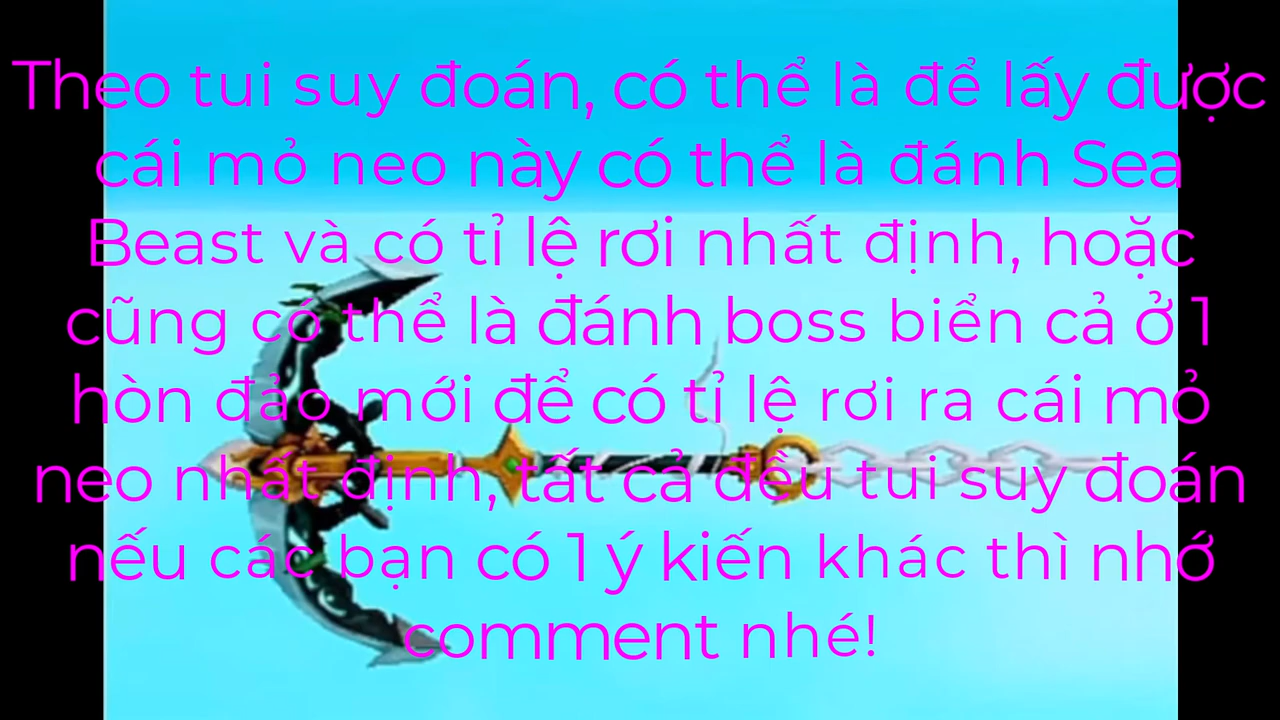 Theo tui suy đoán, có thể là để lấy được
cái mỏ neo này có thể là đánh Sea
Beast và có tỉ lệ rơi nhất định, hoặc
cũng có thể là đánh boss biển cả ở 1
hòn đảo mới để có tỉ lệ rơi ra cái mỏ
neo nhất định, tất cả đều tui suy đoán
nếu các bạn có 1 ý kiến khác thì nhớ
comment nhé!